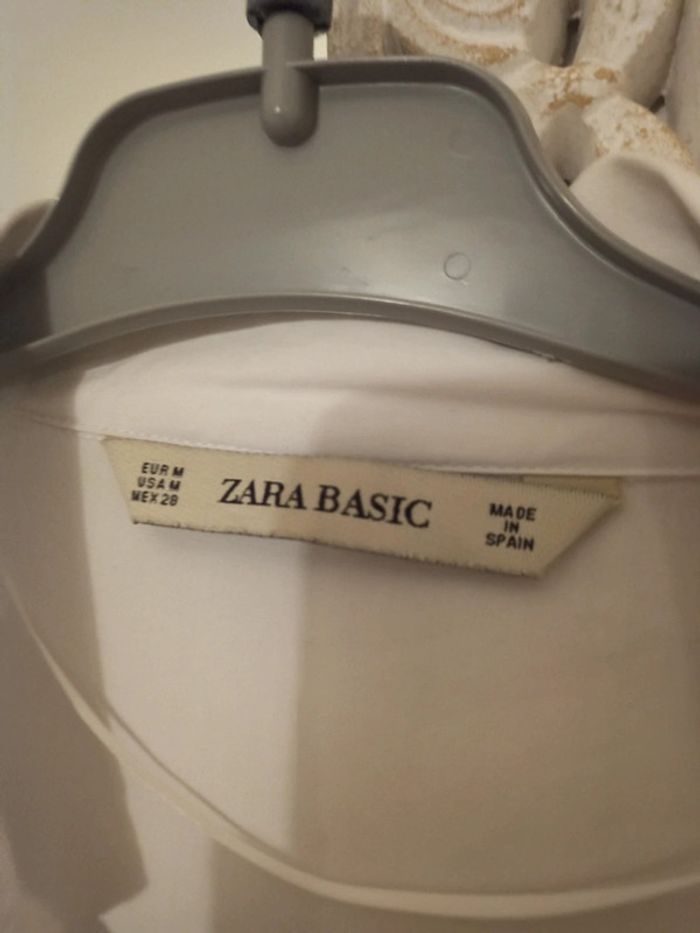 EUR M
USA M
MEX 28
ZARA BASIC
MADE
IN
SPAIN